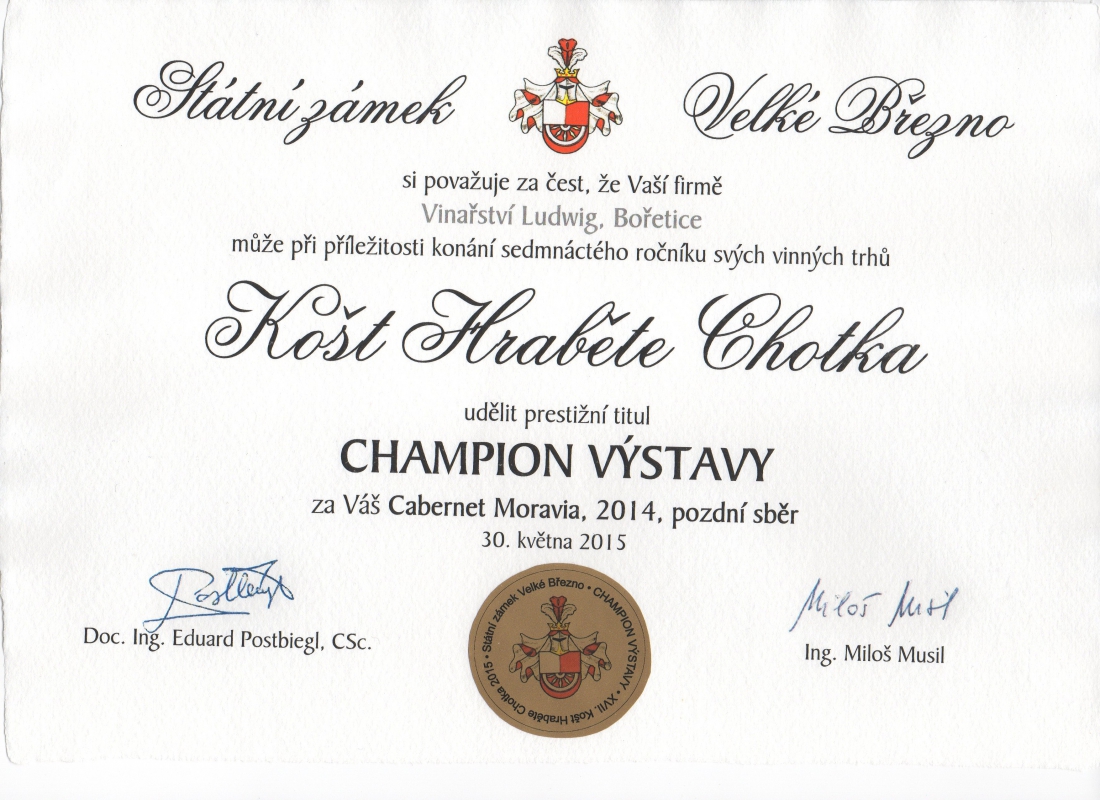 Státní zámek Velké Březno
si považuje za čest, že Vaší firmě
Vinařství Ludwig, Bořetice
může při příležitosti konání sedmnáctého ročníku svých vinných trhů
Košt Hraběte Chotka
udělit prestižní titul
CHAMPION VÝSTAVY
za Váš Cabernet Moravia, 2014, pozdní sběr
30. května 2015
Miloš Musil
Doc. Ing. Eduard Postbiegl, CSc.
Ing. Miloš Musil
• Státní zámek Velké Březno • CHAMPION VÝSTAVY • XVII. Košt Hraběte Chotka 2015